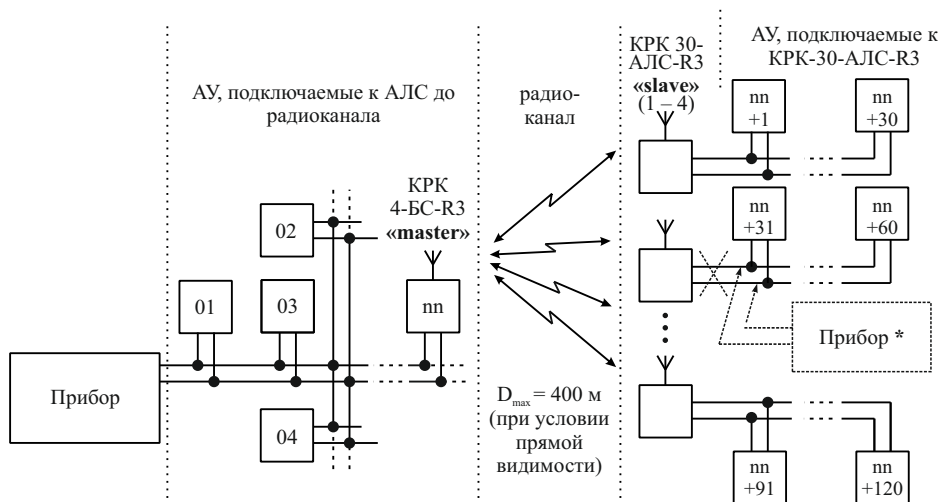 АУ, подключаемые к АЛС до
радиоканала
радио-
канал
КРК 30-
АЛС-R3
«slave»
(1 – 4)
АУ, подключаемые к
КРК-30-АЛС-R3
nn
+1
nn
+30
КРК
4-БС-R3
«master»
02
nn
+31
nn
+60
01
03
nn
Прибор *
Прибор
04
Dmax = 400 м
(при условии
прямой
видимости)
nn
+91
nn
+120